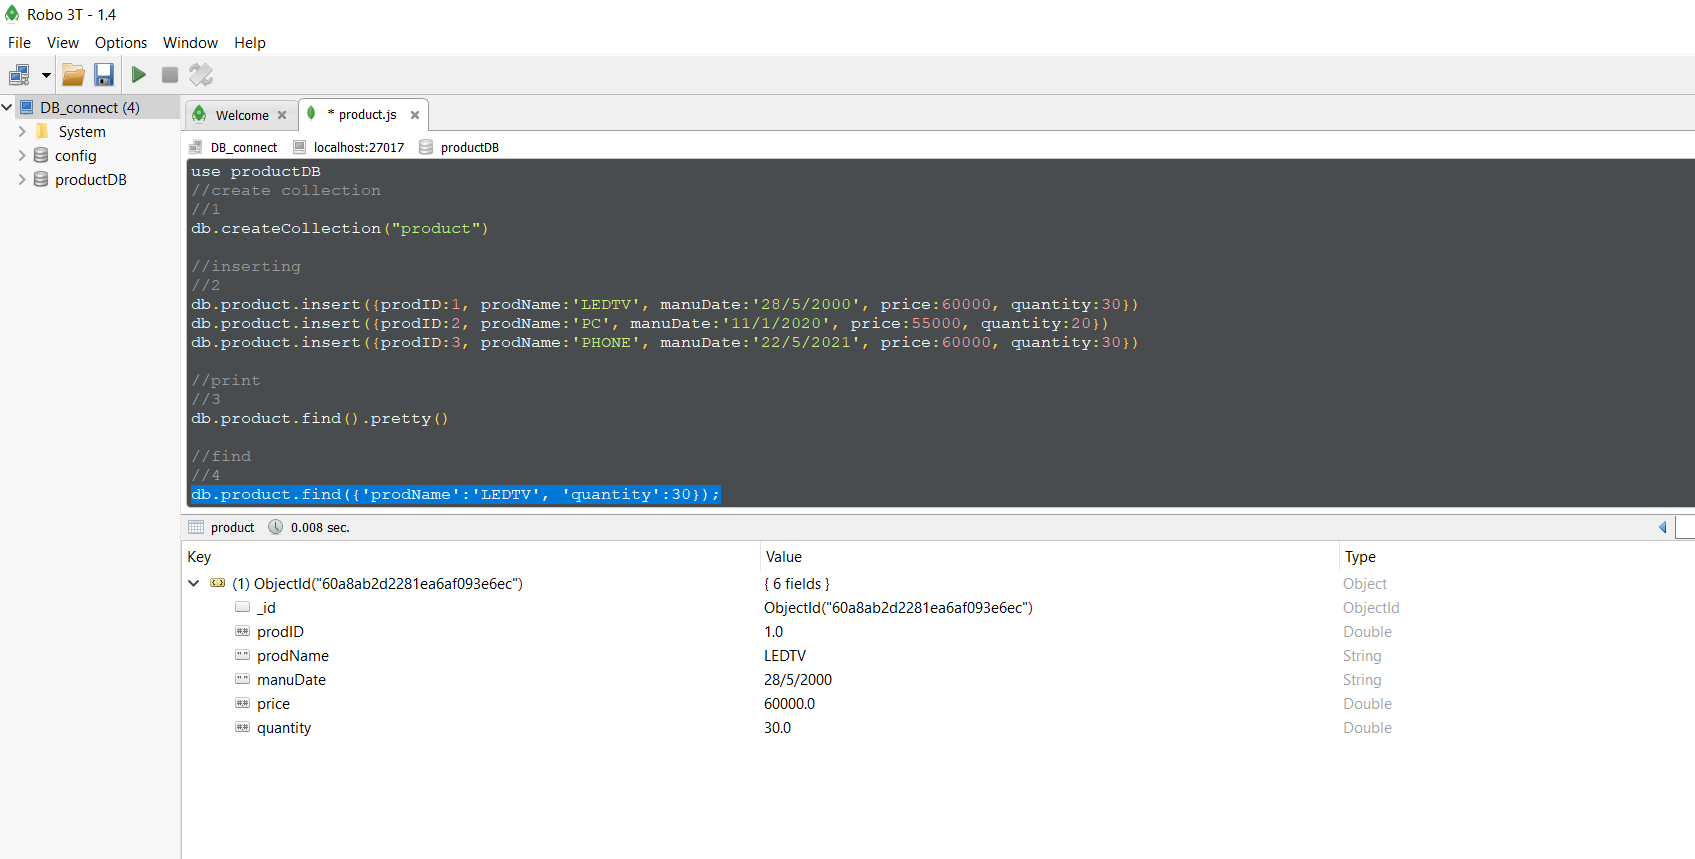 Robo 3T - 1.4
File View Options Window Help
DB_connect (4)
System
config
productDB
Welcome
* product.js
DB_connect localhost:27017 productDB
use productDB
//create collection
//1
db.createCollection("product")
//inserting
//2
db.product.insert({prodID:1, prodName:'LEDTV', manuDate:'28/5/2000', price:60000, quantity:30})
db.product.insert({prodID:2, prodName:'PC', manuDate:'11/1/2020', price:55000, quantity:20})
db.product.insert({prodID:3, prodName:'PHONE', manuDate:'22/5/2021', price:60000, quantity:30})
//print
//3
db.product.find().pretty()
//find
//4
db.product.find({'prodName':'LEDTV', 'quantity':30});
product 0.008 sec.
Key Value Type
(1) ObjectId("60a8ab2d2281ea6af093e6ec") { 6 fields } Object
_id ObjectId("60a8ab2d2281ea6af093e6ec") ObjectId
prodID 1.0 Double
prodName LEDTV String
manuDate 28/5/2000 String
price 60000.0 Double
quantity 30.0 Double